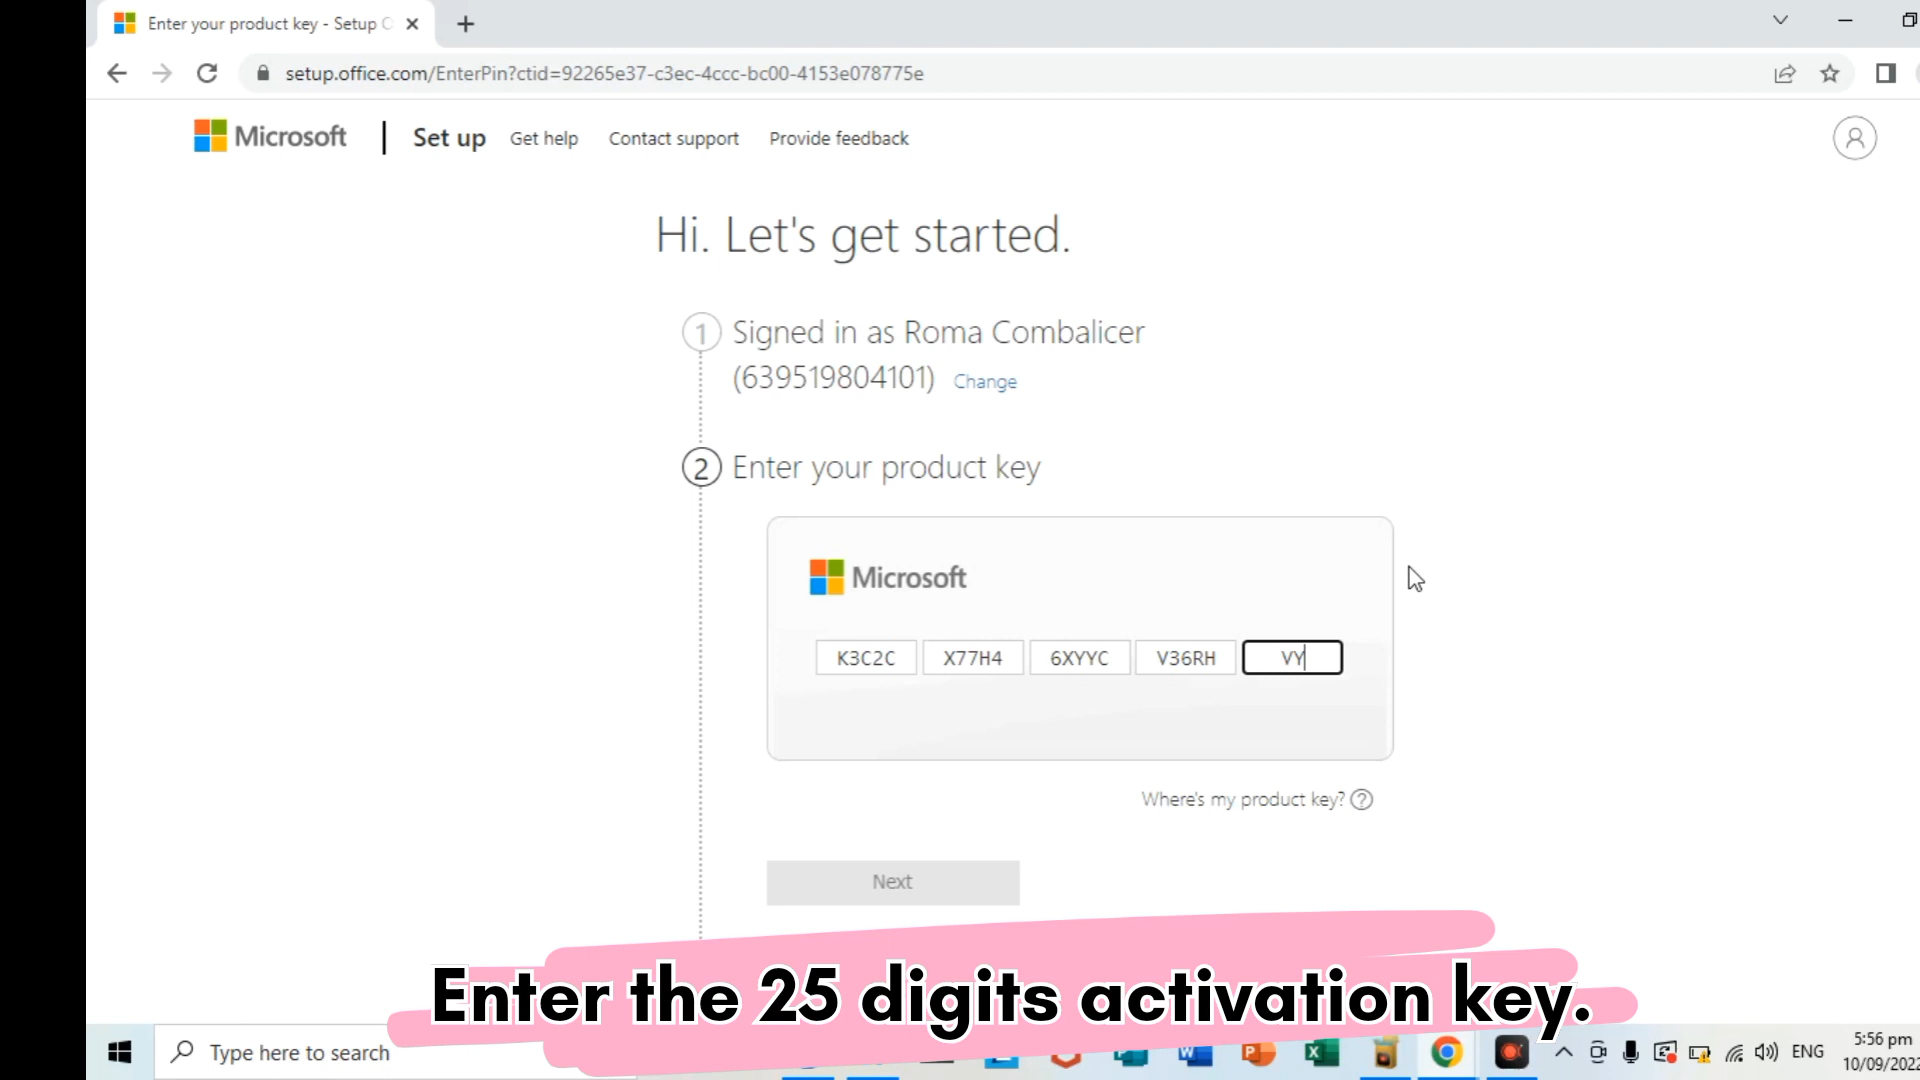 Enter your product key - Setup O
setup.office.com/EnterPin?ctid=92265e37-c3ec-4ccc-bc00-4153e078775e
Microsoft | Set up Get help Contact support Provide feedback
Hi. Let's get started.
1 Signed in as Roma Combalicer
(639519804101) Change
2 Enter your product key
Microsoft
K3C2C X77H4 6XYYC V36RH VY
Where's my product key? ?
Next
Enter the 25 digits activation key.
Type here to search
ENG
5:56 pm
10/09/2022